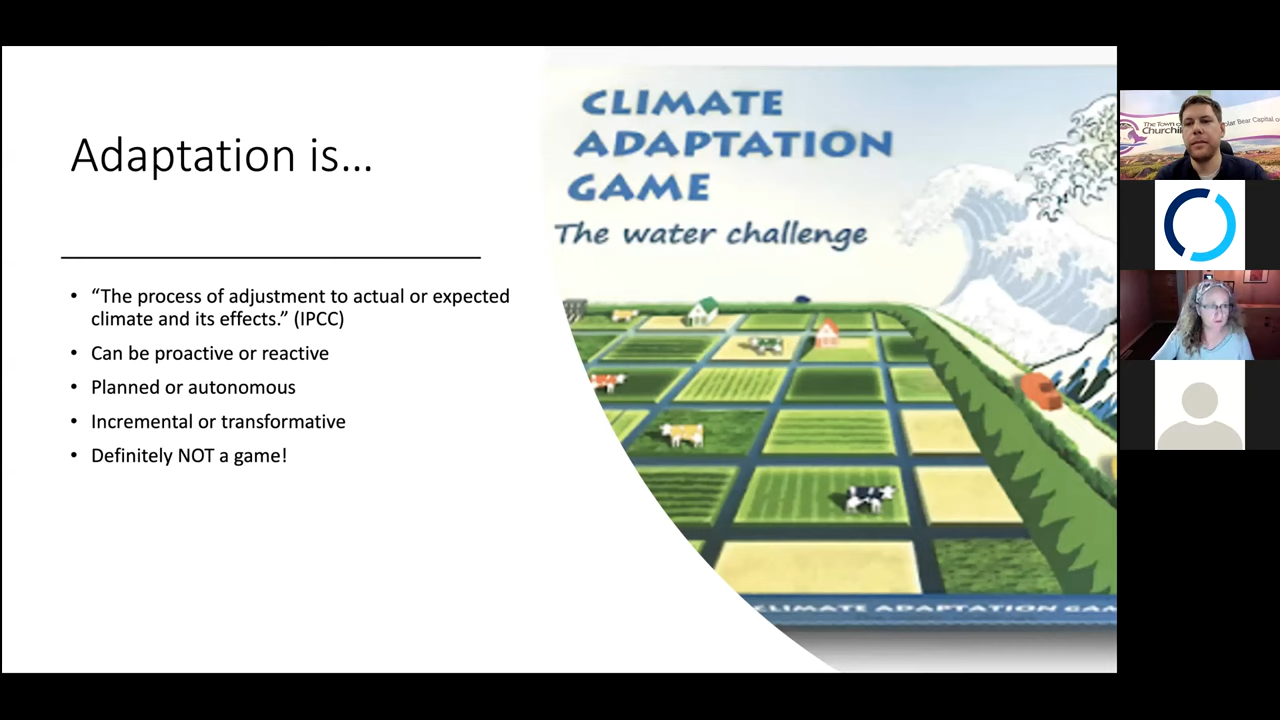 Adaptation is...
• “The process of adjustment to actual or expected
climate and its effects.” (IPCC)
• Can be proactive or reactive
• Planned or autonomous
• Incremental or transformative
• Definitely NOT a game!
CLIMATE
ADAPTATION
GAME
The water challenge
CLIMATE ADAPTATION GAM
The Town of
Churchi
olar Bear Capital o